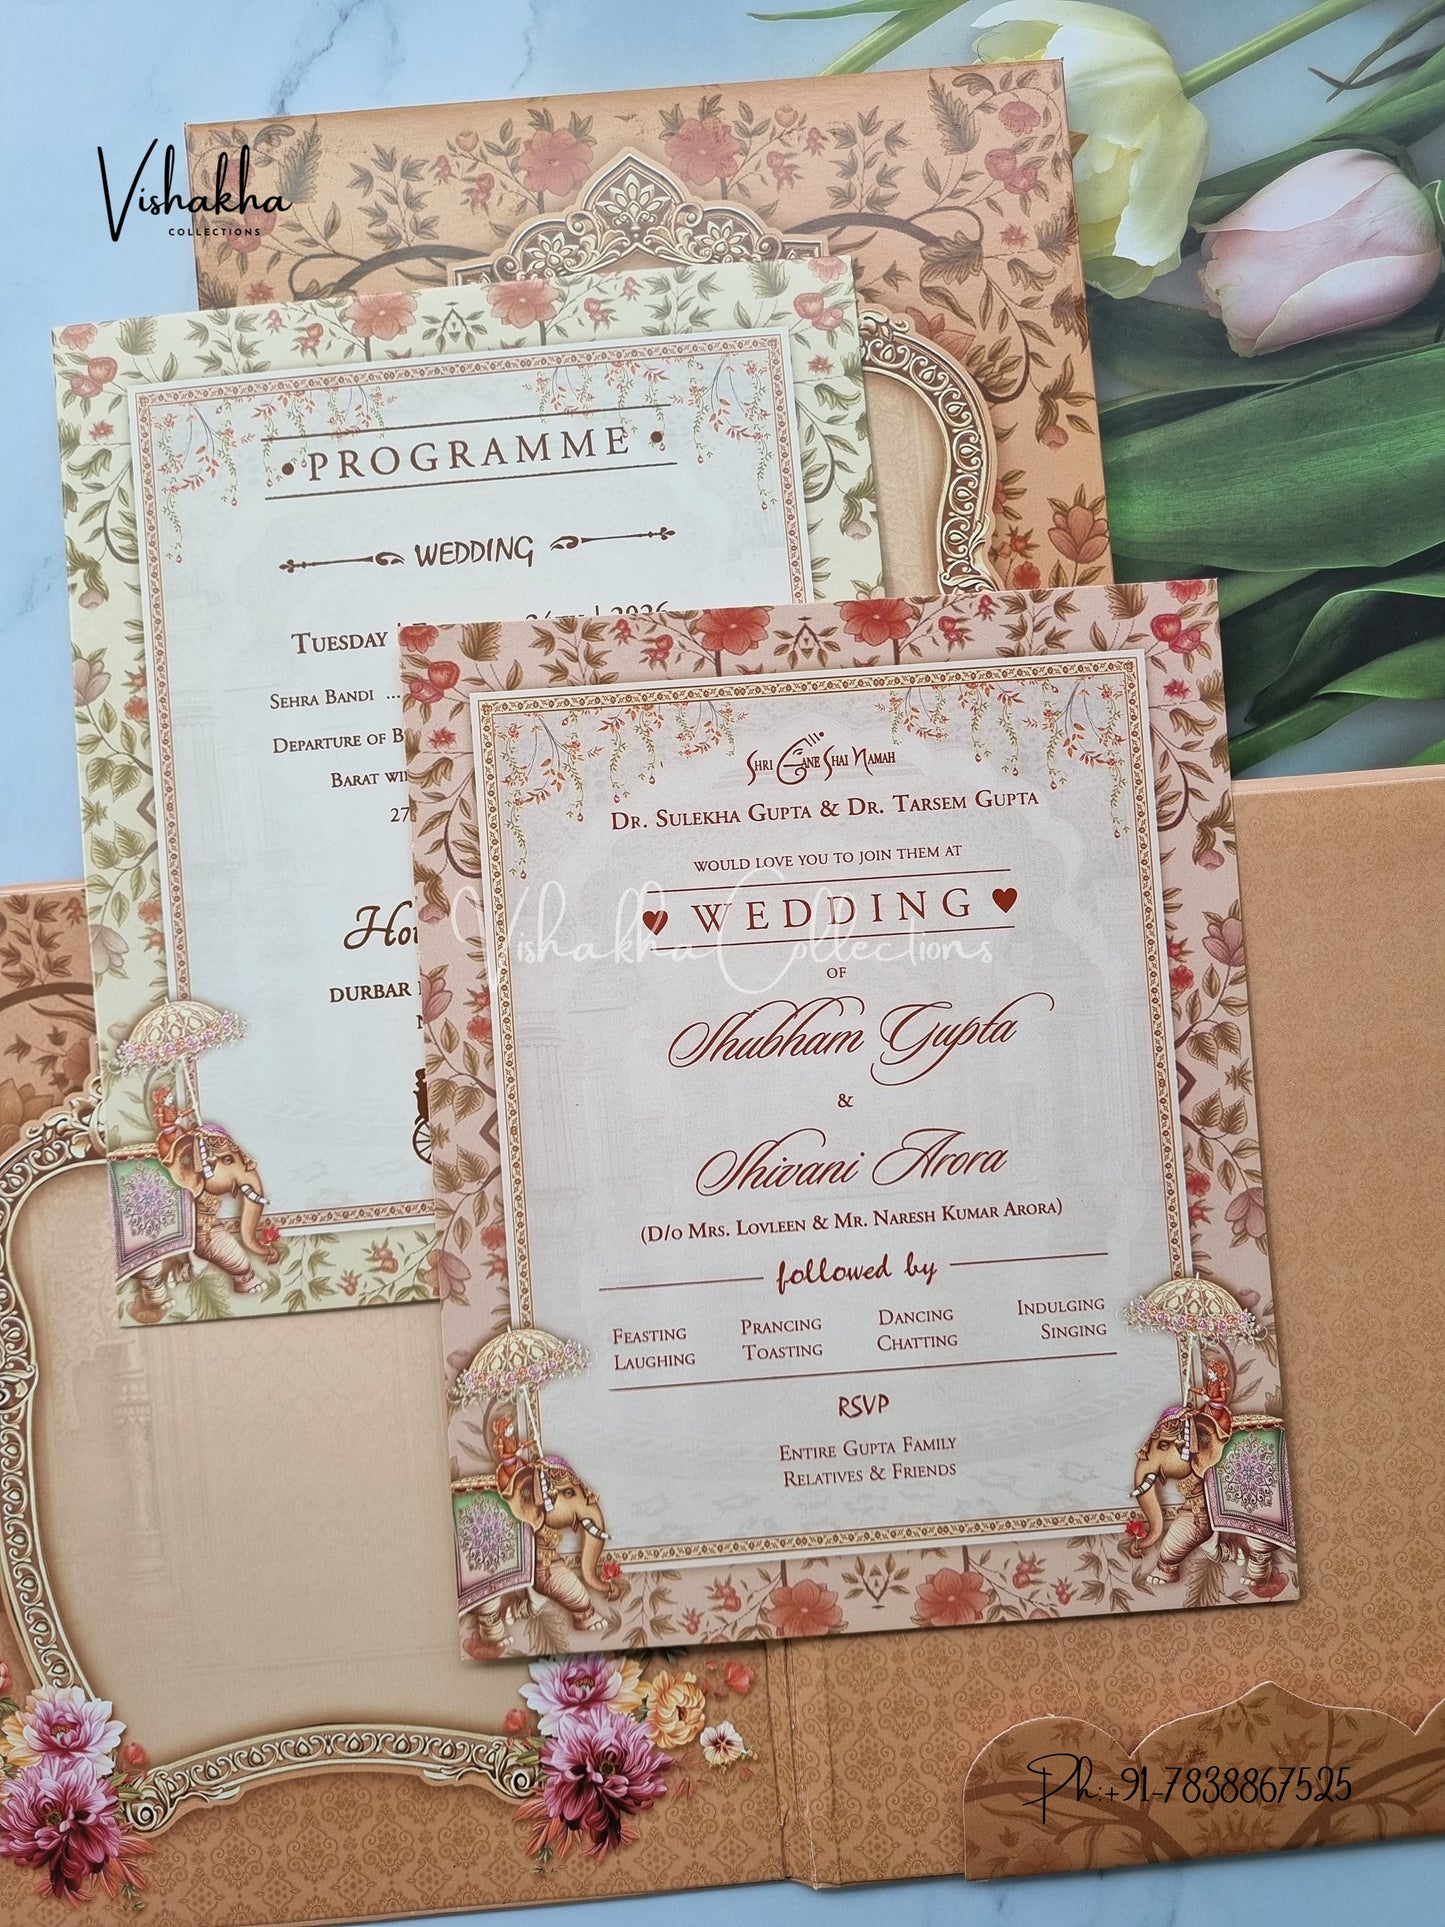 Vishakha
COLLECTIONS
• PROGRAMME •
WEDDING
TUESDAY | 2026
SEHRA BANDI ...
DEPARTURE OF
BARAT
27
DURBAR
SHRI GANE SHAI NAMAH
DR. SULEKHA GUPTA & DR. TARSEM GUPTA
WOULD LOVE YOU TO JOIN THEM AT
♥ WEDDING ♥
Vishakha Collections
OF
Shubham Gupta
&
Shivani Arora
(D/O MRS. LOVLEEN & MR. NARESH KUMAR ARORA)
followed by
FEASTING PRANCING DANCING INDULGING
LAUGHING TOASTING CHATTING SINGING
RSVP
ENTIRE GUPTA FAMILY
RELATIVES & FRIENDS
Ph:+91-7838867525